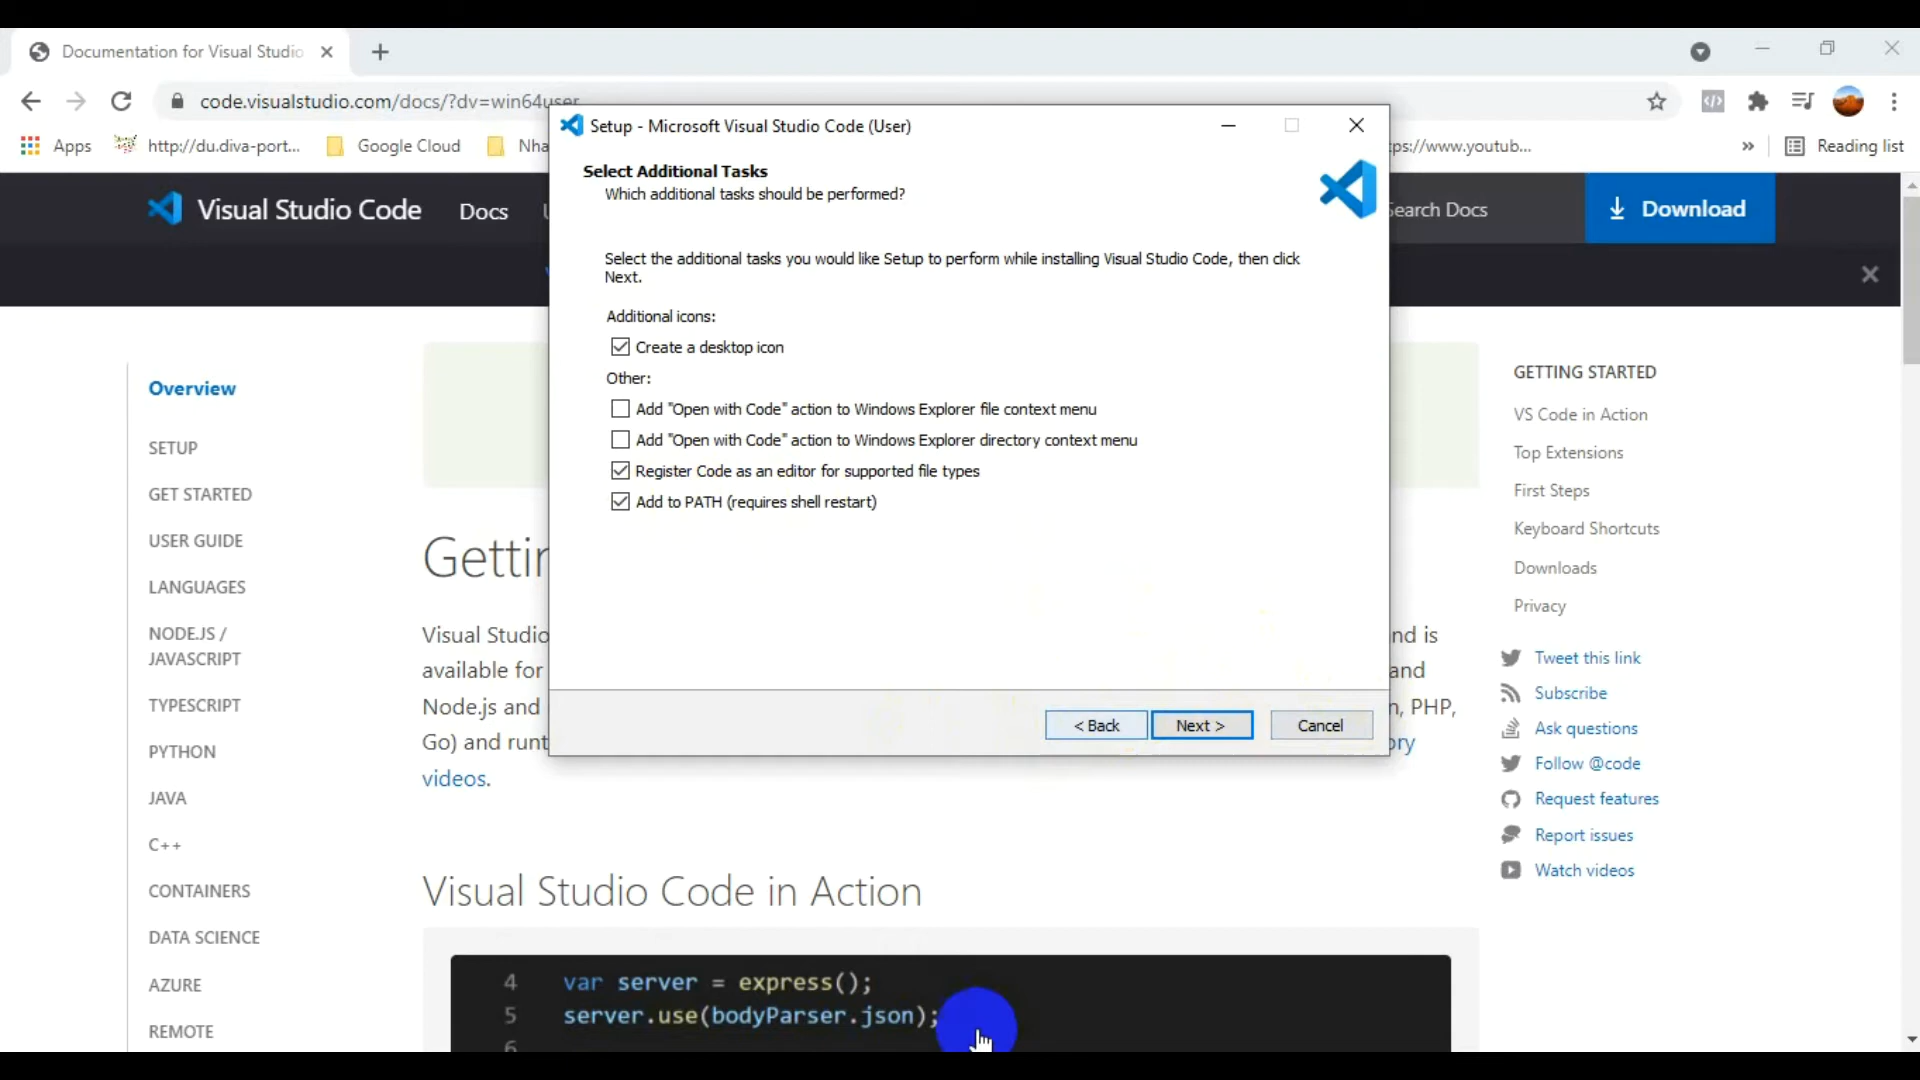 Documentation for Visual Studio
code.visualstudio.com/docs/?dv=win64user
Apps
http://du.diva-port...
Google Cloud
Nha
ps://www.youtub...
»
Reading list
Setup - Microsoft Visual Studio Code (User)
Select Additional Tasks
Which additional tasks should be performed?
Select the additional tasks you would like Setup to perform while installing Visual Studio Code, then click
Next.
Additional icons:
Create a desktop icon
Other:
Add "Open with Code" action to Windows Explorer file context menu
Add "Open with Code" action to Windows Explorer directory context menu
Register Code as an editor for supported file types
Add to PATH (requires shell restart)
< Back
Next >
Cancel
Visual Studio Code
Docs
Search Docs
Download
Overview
SETUP
GET STARTED
USER GUIDE
LANGUAGES
NODE.JS /
JAVASCRIPT
TYPESCRIPT
PYTHON
JAVA
C++
CONTAINERS
DATA SCIENCE
AZURE
REMOTE
Gettin
Visual Studio
nd is
available for
and
Node.js and
n, PHP,
Go) and runt
ory
videos.
Visual Studio Code in Action
4 var server = express();
5 server.use(bodyParser.json);
6
GETTING STARTED
VS Code in Action
Top Extensions
First Steps
Keyboard Shortcuts
Downloads
Privacy
Tweet this link
Subscribe
Ask questions
Follow @code
Request features
Report issues
Watch videos